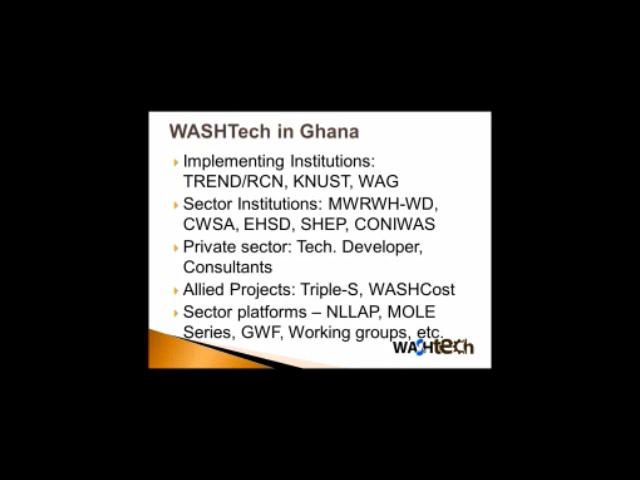 WASHTech in Ghana
Implementing Institutions:
TREND/RCN, KNUST, WAG
Sector Institutions: MWRWH-WD,
CWSA, EHSD, SHEP, CONIWAS
Private sector: Tech. Developer,
Consultants
Allied Projects: Triple-S, WASHCost
Sector platforms – NLLAP, MOLE
Series, GWF, Working groups, etc.
WASHtech